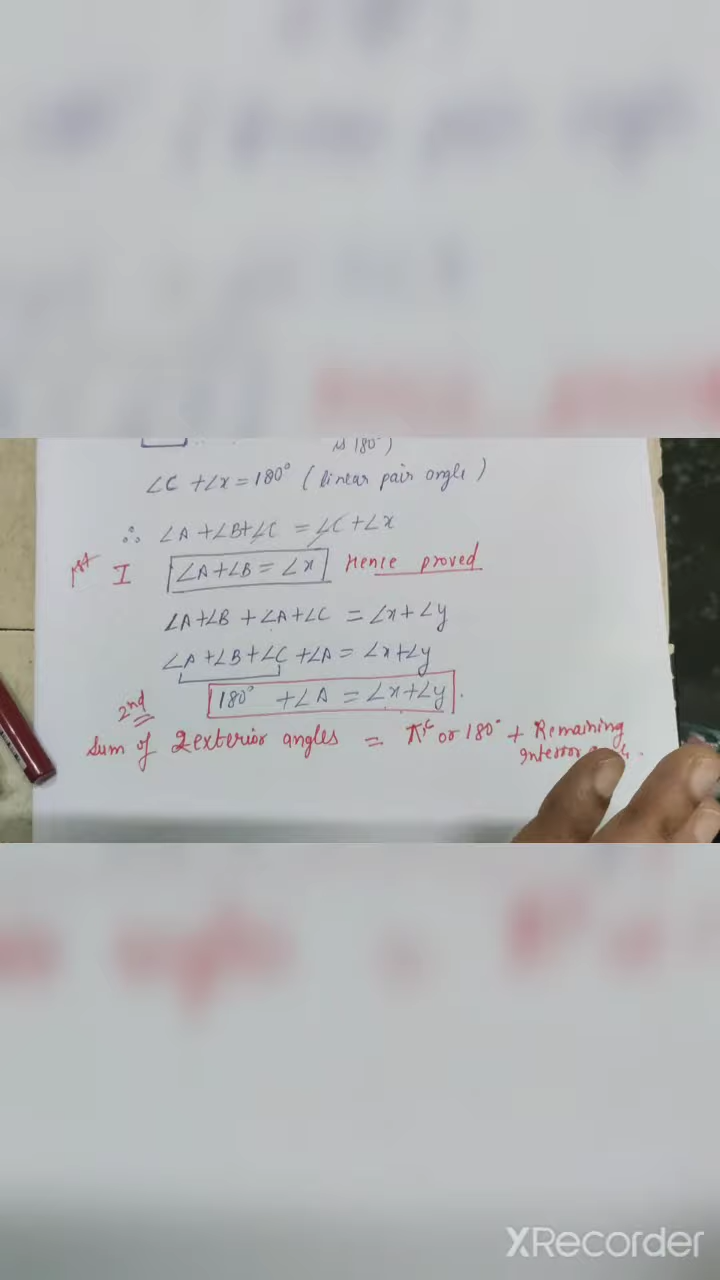 is 180°)
∠C + ∠x = 180° (linear pair angle)
∴ ∠A + ∠B + ∠C = ∠C + ∠x
1st I ∠A + ∠B = ∠x Hence proved
∠A + ∠B + ∠A + ∠C = ∠x + ∠y
∠A + ∠B + ∠C + ∠A = ∠x + ∠y
2nd 180° + ∠A = ∠x + ∠y.
Sum of 2 exterior angles = πᶜ or 180° + Remaining
Interior
XRecorder